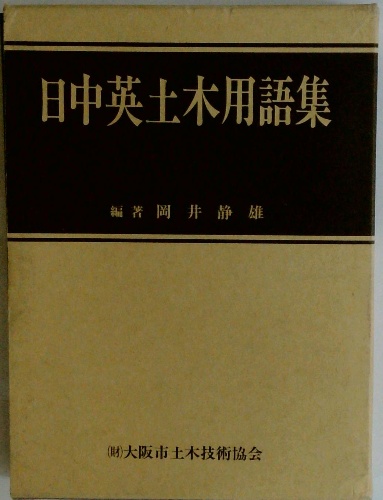 日中英土木用語集
編著 岡井静雄
(財)大阪市土木技術協会